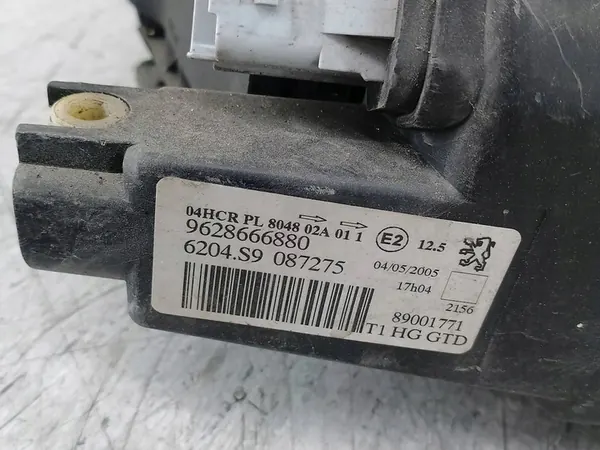 04HCR PL 8048 02A 01 1 E2 12.5
9628666880
6204.S9 087275
04/05/2005
17h04
2156
89001771
T1 HG GTD